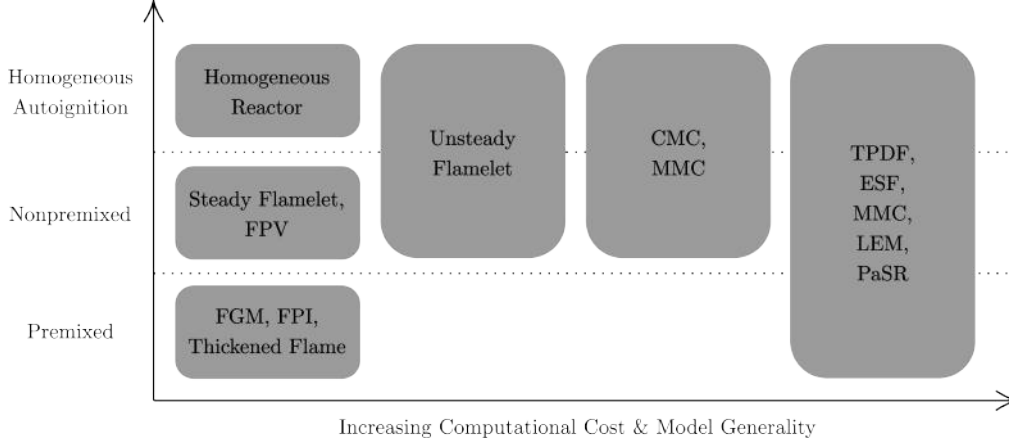 Homogeneous
Autoignition
Nonpremixed
Premixed
Homogeneous
Reactor
Steady Flamelet,
FPV
FGM, FPI,
Thickened Flame
Unsteady
Flamelet
CMC,
MMC
TPDF,
ESF,
MMC,
LEM,
PaSR
Increasing Computational Cost & Model Generality